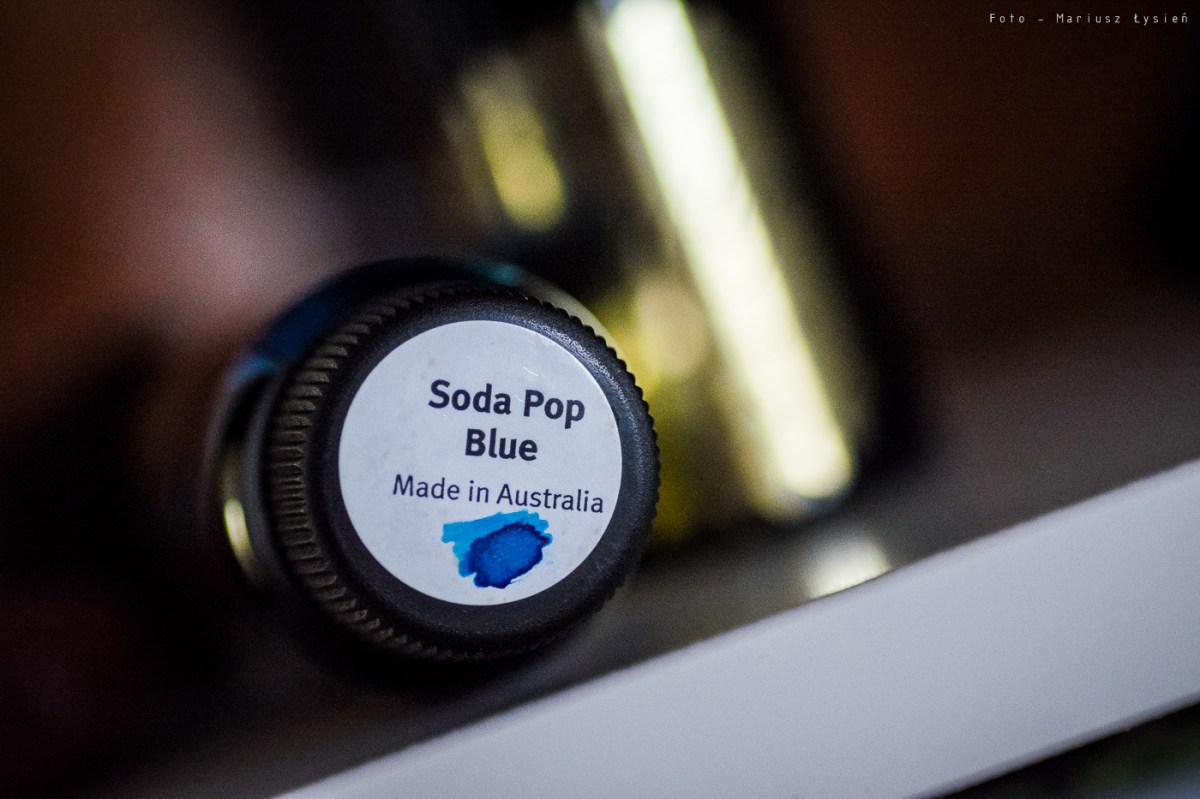 Foto - Mariusz Łysień
Soda Pop
Blue
Made in Australia